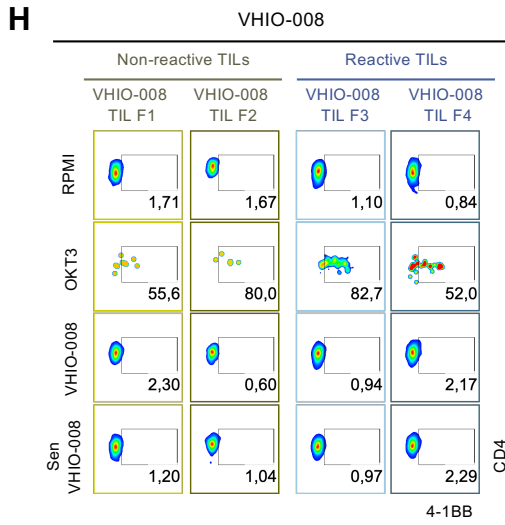 H
VHIO-008
Non-reactive TILs
Reactive TILs
VHIO-008
TIL F1
VHIO-008
TIL F2
VHIO-008
TIL F3
VHIO-008
TIL F4
RPMI
1,71
1,67
1,10
0,84
OKT3
55,6
80,0
82,7
52,0
VHIO-008
2,30
0,60
0,94
2,17
Sen
VHIO-008
1,20
1,04
0,97
2,29
CD4
4-1BB